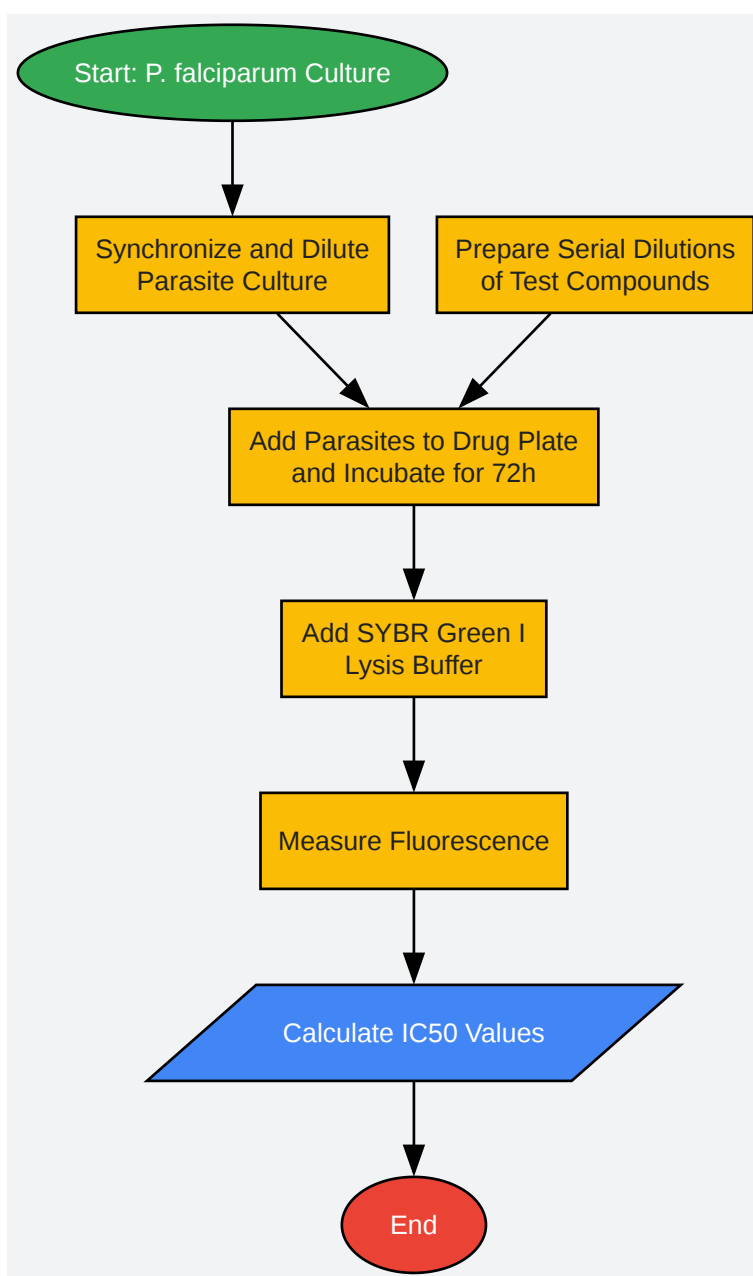 Start: P. falciparum Culture
Synchronize and Dilute
Parasite Culture
Prepare Serial Dilutions
of Test Compounds
Add Parasites to Drug Plate
and Incubate for 72h
Add SYBR Green I
Lysis Buffer
Measure Fluorescence
Calculate IC50 Values
End